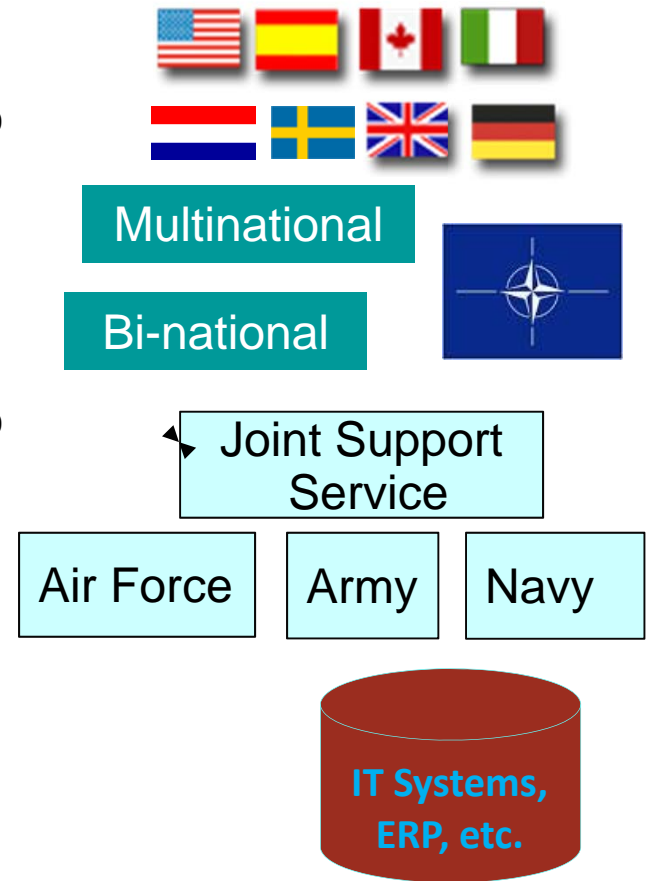 Multinational
Bi-national
Joint Support
Service
Air Force
Army
Navy
IT Systems,
ERP, etc.